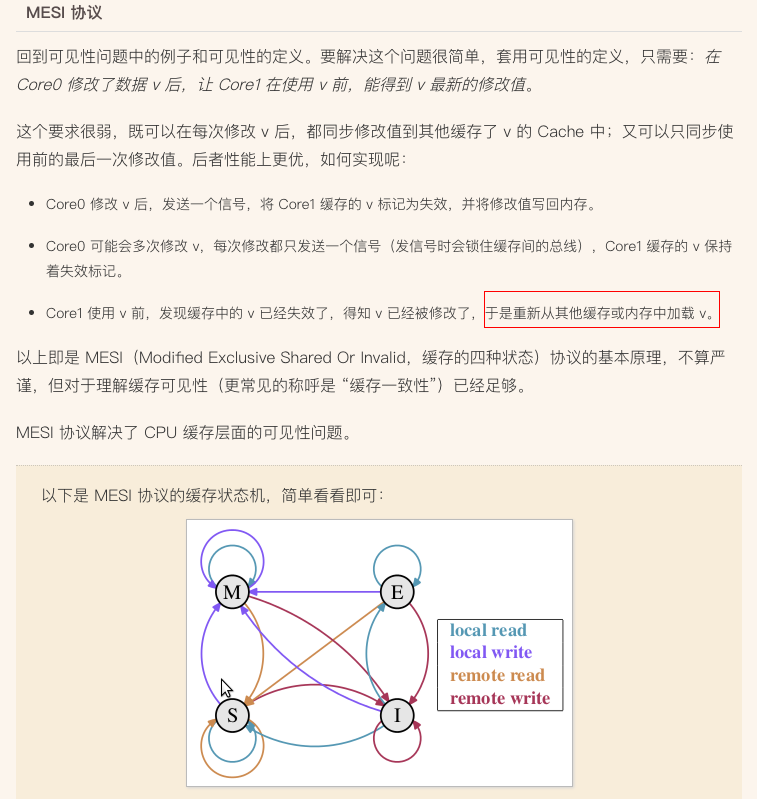 MESI 协议
回到可见性问题中的例子和可见性的定义。要解决这个问题很简单，套用可见性的定义，只需要：在
Core0 修改了数据 v 后，让 Core1 在使用 v 前，能得到 v 最新的修改值。
这个要求很弱，既可以在每次修改 v 后，都同步修改值到其他缓存了 v 的 Cache 中；又可以只同步使
用前的最后一次修改值。后者性能上更优，如何实现呢：
• Core0 修改 v 后，发送一个信号，将 Core1 缓存的 v 标记为失效，并将修改值写回内存。
• Core0 可能会多次修改 v，每次修改都只发送一个信号（发信号时会锁住缓存间的总线），Core1 缓存的 v 保持
着失效标记。
• Core1 使用 v 前，发现缓存中的 v 已经失效了，得知 v 已经被修改了，于是重新从其他缓存或内存中加载 v。
以上即是 MESI（Modified Exclusive Shared Or Invalid，缓存的四种状态）协议的基本原理，不算严
谨，但对于理解缓存可见性（更常见的称呼是 “缓存一致性”）已经足够。
MESI 协议解决了 CPU 缓存层面的可见性问题。
以下是 MESI 协议的缓存状态机，简单看看即可：
M
E
local read
local write
remote read
remote write
S
I